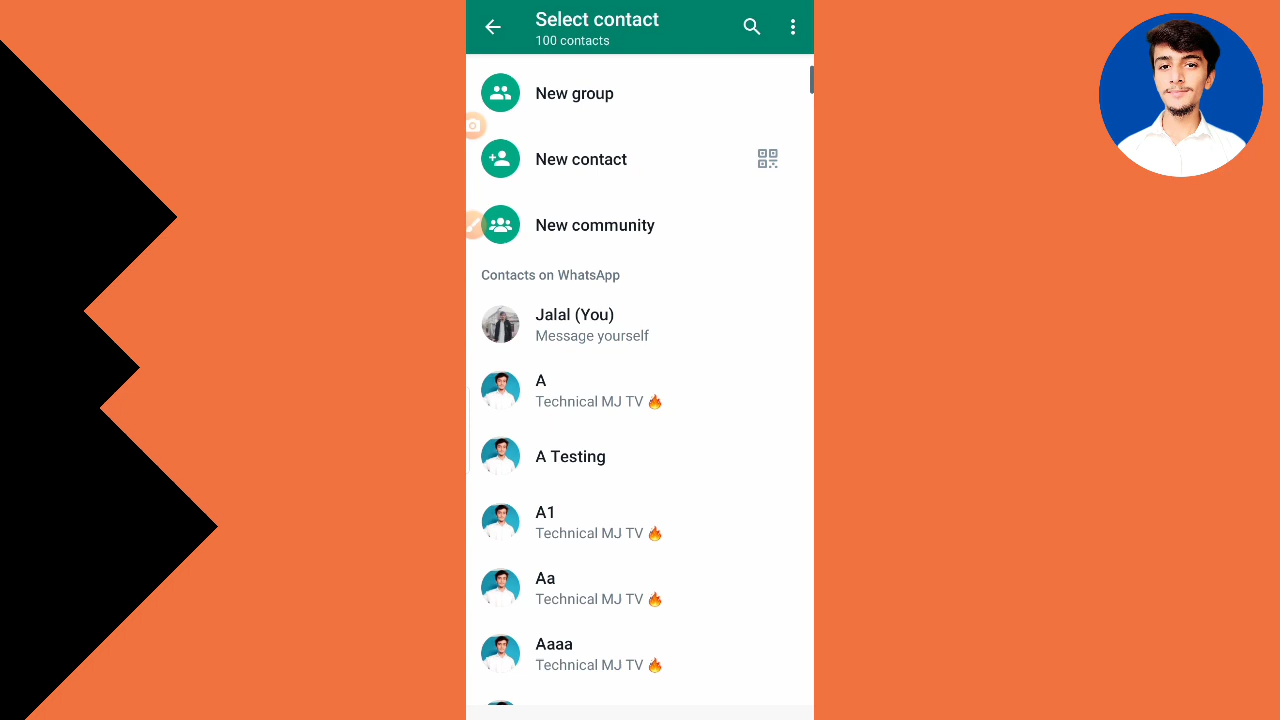 Select contact
100 contacts
New group
New contact
New community
Contacts on WhatsApp
Jalal (You)
Message yourself
A
Technical MJ TV 🔥
A Testing
A1
Technical MJ TV 🔥
Aa
Technical MJ TV 🔥
Aaaa
Technical MJ TV 🔥